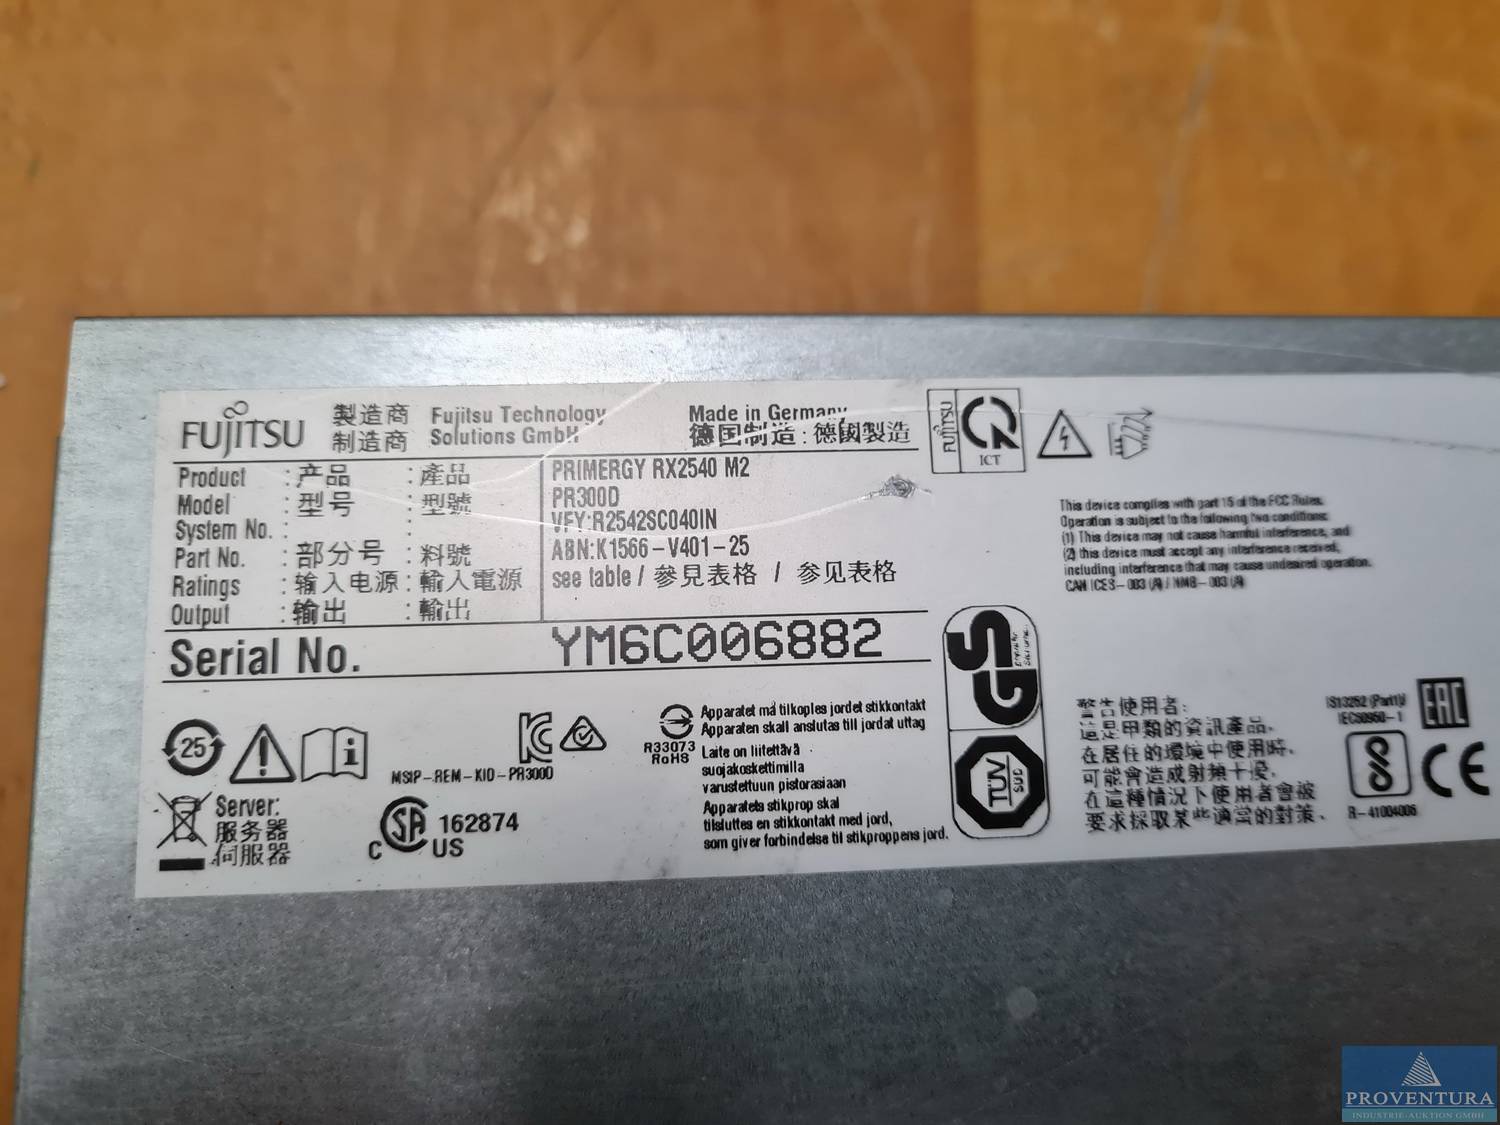 FUJITSU
製造商 Fujitsu Technology
制造商 Solutions GmbH
Made in Germany
德国制造 : 德國製造
FUJITSU
ICT
Product : 产品 : 產品 PRIMERGY RX2540 M2
Model : 型号 : 型號 PR300D
System No. : : VFY:R2542SC040IN
Part No. : 部分号 : 料號 ABN:K1566-V401-25
Ratings : 输入电源 : 輸入電源 see table / 參見表格 / 参见表格
Output : 输出 : 輸出
Serial No. YM6C006882
This device complies with part 15 of the FCC Rules.
Operation is subject to the following two conditions:
(1) This device may not cause harmful interference, and
(2) this device must accept any interference received,
including interference that may cause undesired operation.
CAN ICES-003 (A) / NMB-003 (A)
25
MSIP-REM-KIO-PR300D
R33073
RoHS
Apparatet må tilkoples jordet stikkontakt
Apparaten skall anslutas till jordat uttag
Laite on liitettävä
suojakoskettimilla
varustettuun pistorasiaan
Apparatets stikprop skal
tilsluttes en stikkontakt med jord,
som giver forbindelse til stikproppens jord.
Server:
服务器
伺服器
C SA US 162874
GS
TÜV
SÜD
警告使用者:
這是甲類的資訊產品,
在居住的環境中使用時,
可能會造成射頻干擾,
在這種情況下使用者會被
要求採取某些適當的對策.
IS13252 (Part1)/
IEC60950-1
R-41004006
EAC
CE
PROVENTURA
INDUSTRIE-AUKTION GMBH